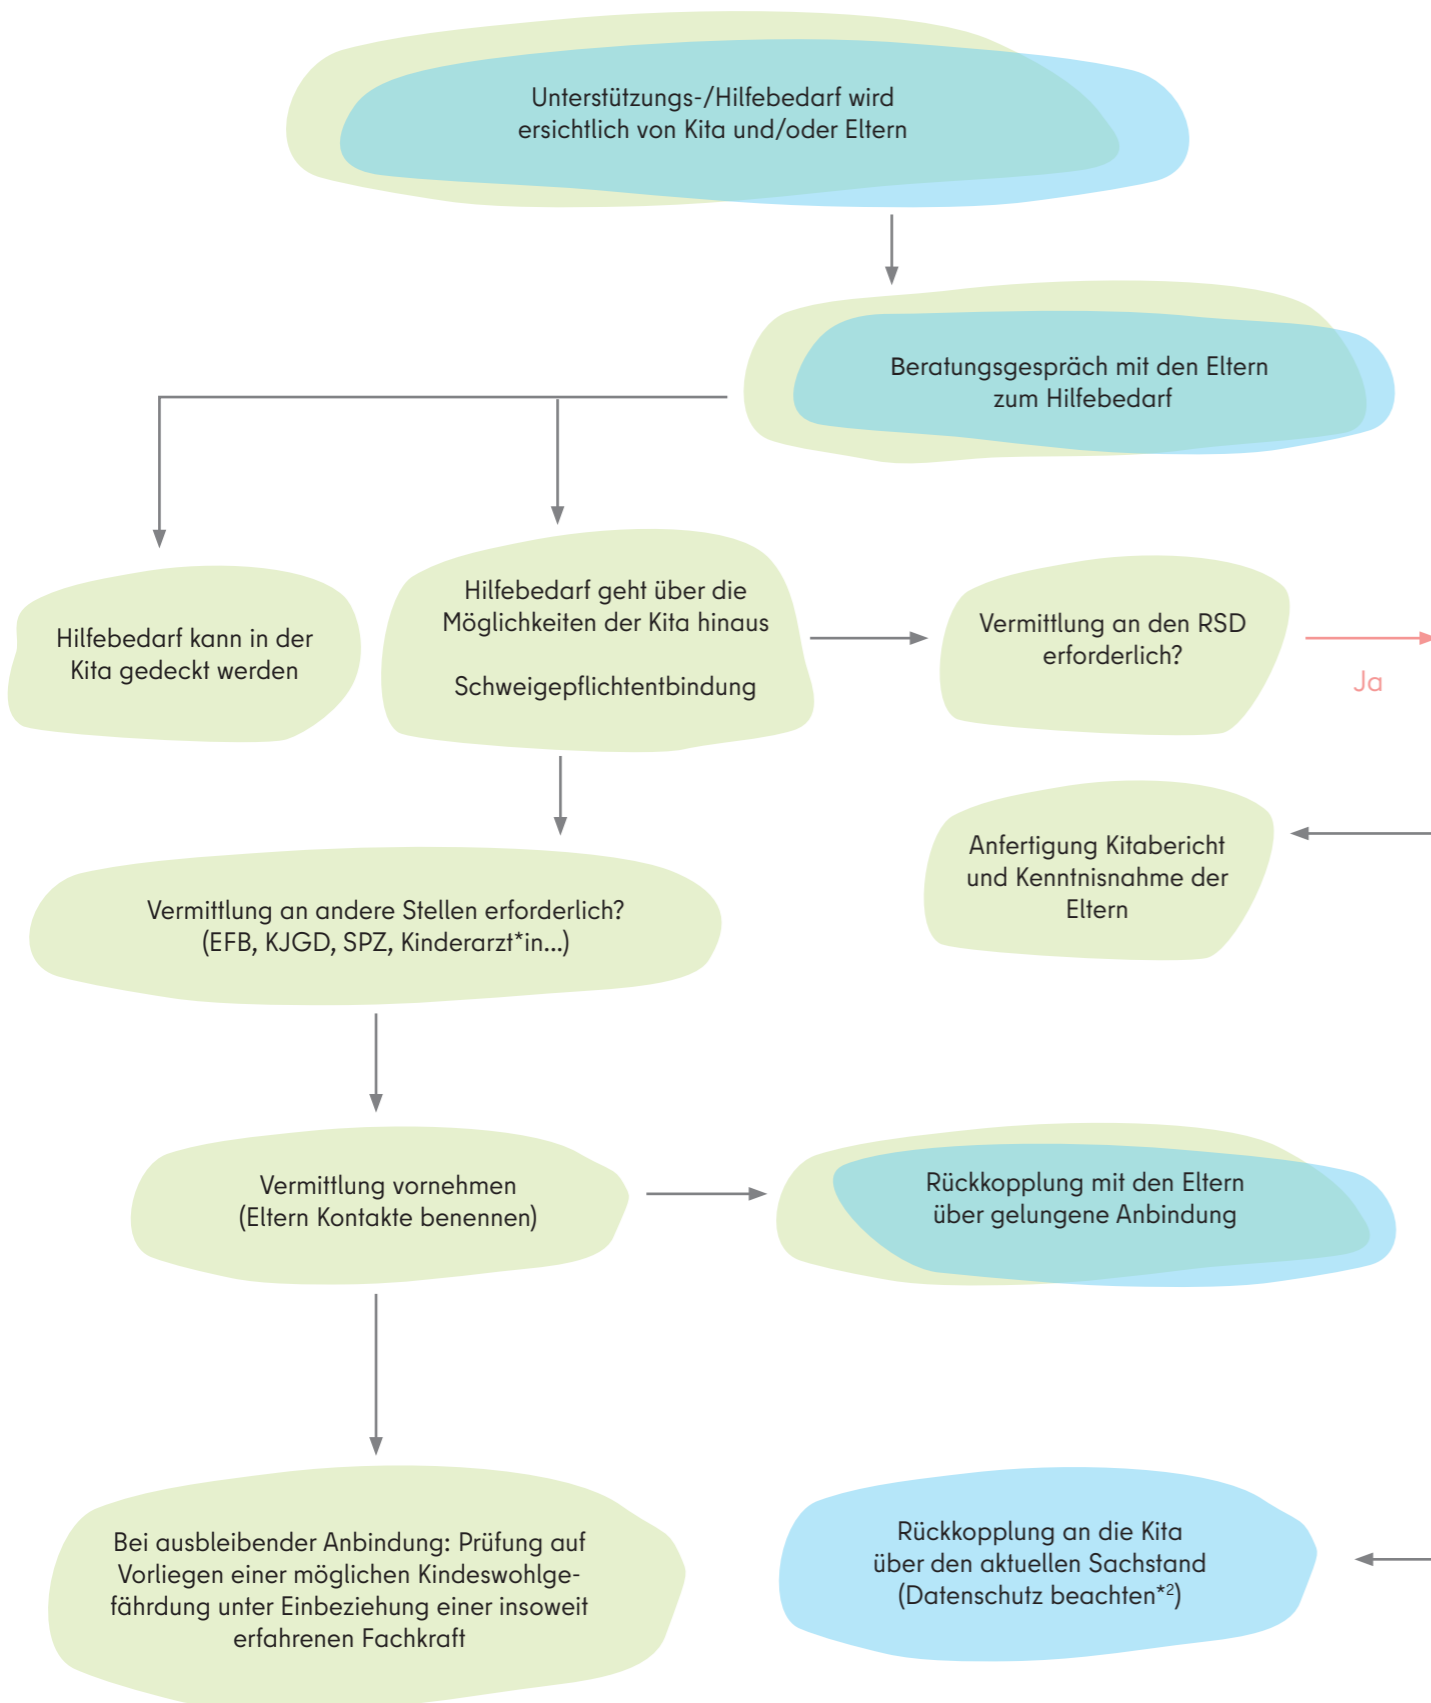 Unterstützungs-/Hilfebedarf wird
ersichtlich von Kita und/oder Eltern
Beratungsgespräch mit den Eltern
zum Hilfebedarf
Hilfebedarf kann in der
Kita gedeckt werden
Hilfebedarf geht über die
Möglichkeiten der Kita hinaus
Schweigepflichtentbindung
Vermittlung an den RSD
erforderlich?
Ja
Anfertigung Kitabericht
und Kenntnisnahme der
Eltern
Vermittlung an andere Stellen erforderlich?
(EFB, KJGD, SPZ, Kinderarzt*in...)
Vermittlung vornehmen
(Eltern Kontakte benennen)
Rückkopplung mit den Eltern
über gelungene Anbindung
Bei ausbleibender Anbindung: Prüfung auf
Vorliegen einer möglichen Kindeswohlge-
fährdung unter Einbeziehung einer insoweit
erfahrenen Fachkraft
Rückkopplung an die Kita
über den aktuellen Sachstand
(Datenschutz beachten*²)